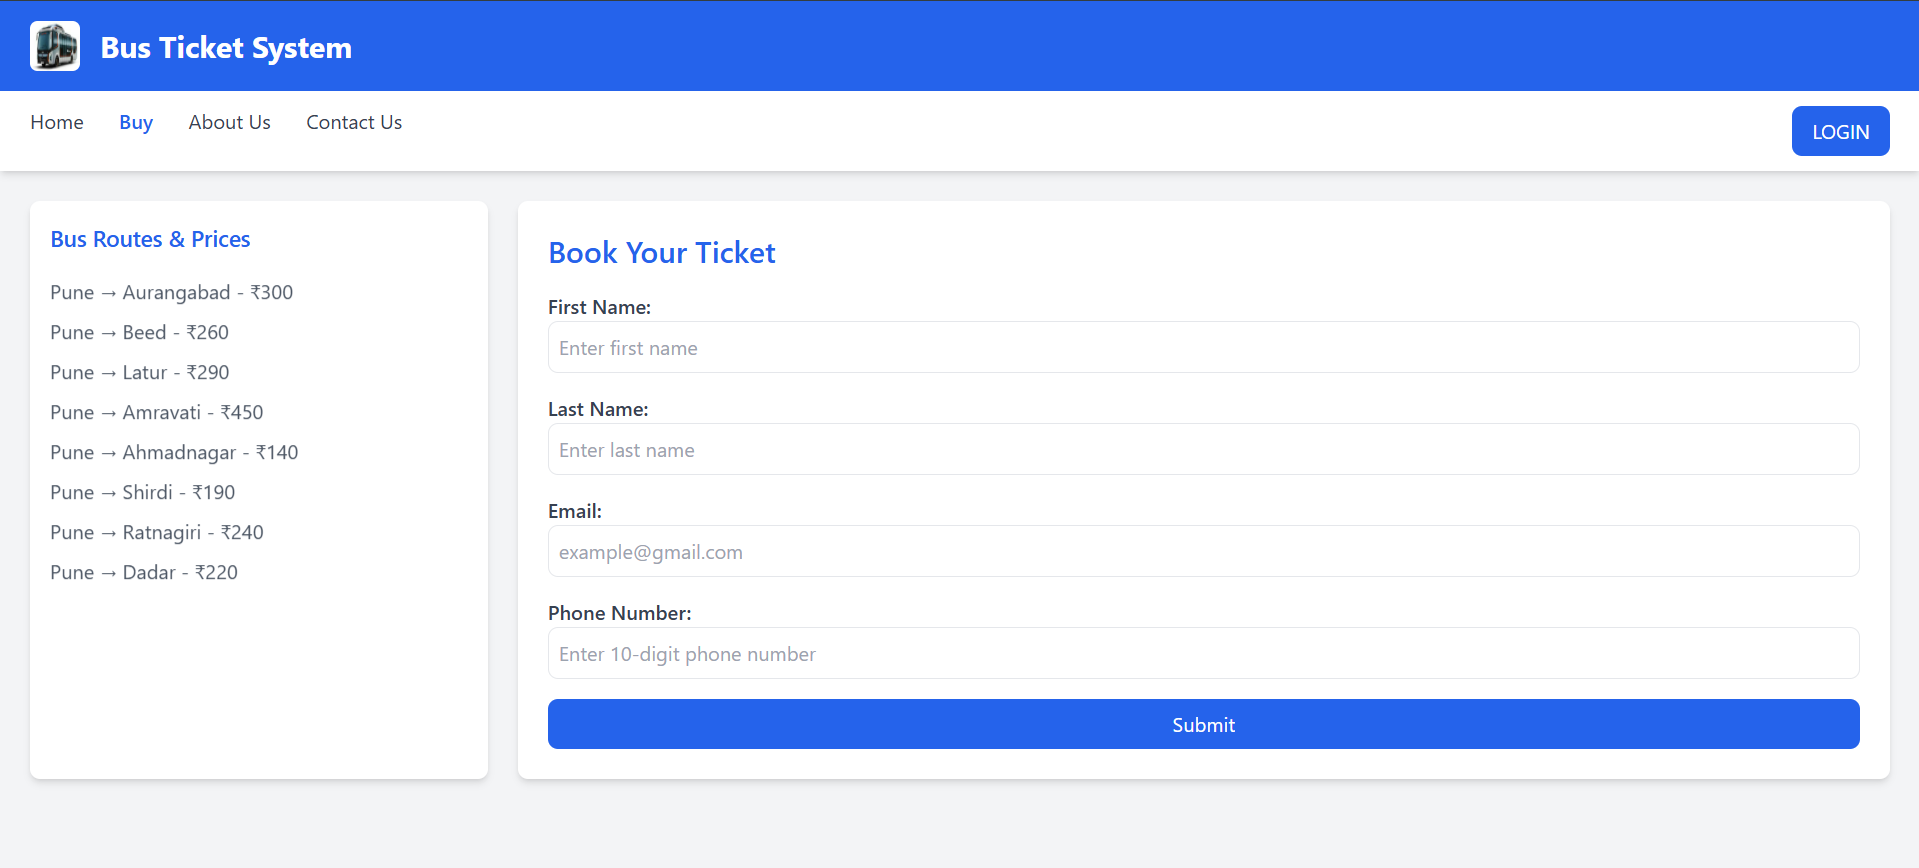 Bus Ticket System
Home
Buy
About Us
Contact Us
LOGIN
Bus Routes & Prices
Pune → Aurangabad - ₹300
Pune → Beed - ₹260
Pune → Latur - ₹290
Pune → Amravati - ₹450
Pune → Ahmadnagar - ₹140
Pune → Shirdi - ₹190
Pune → Ratnagiri - ₹240
Pune → Dadar - ₹220
Book Your Ticket
First Name:
Enter first name
Last Name:
Enter last name
Email:
example@gmail.com
Phone Number:
Enter 10-digit phone number
Submit